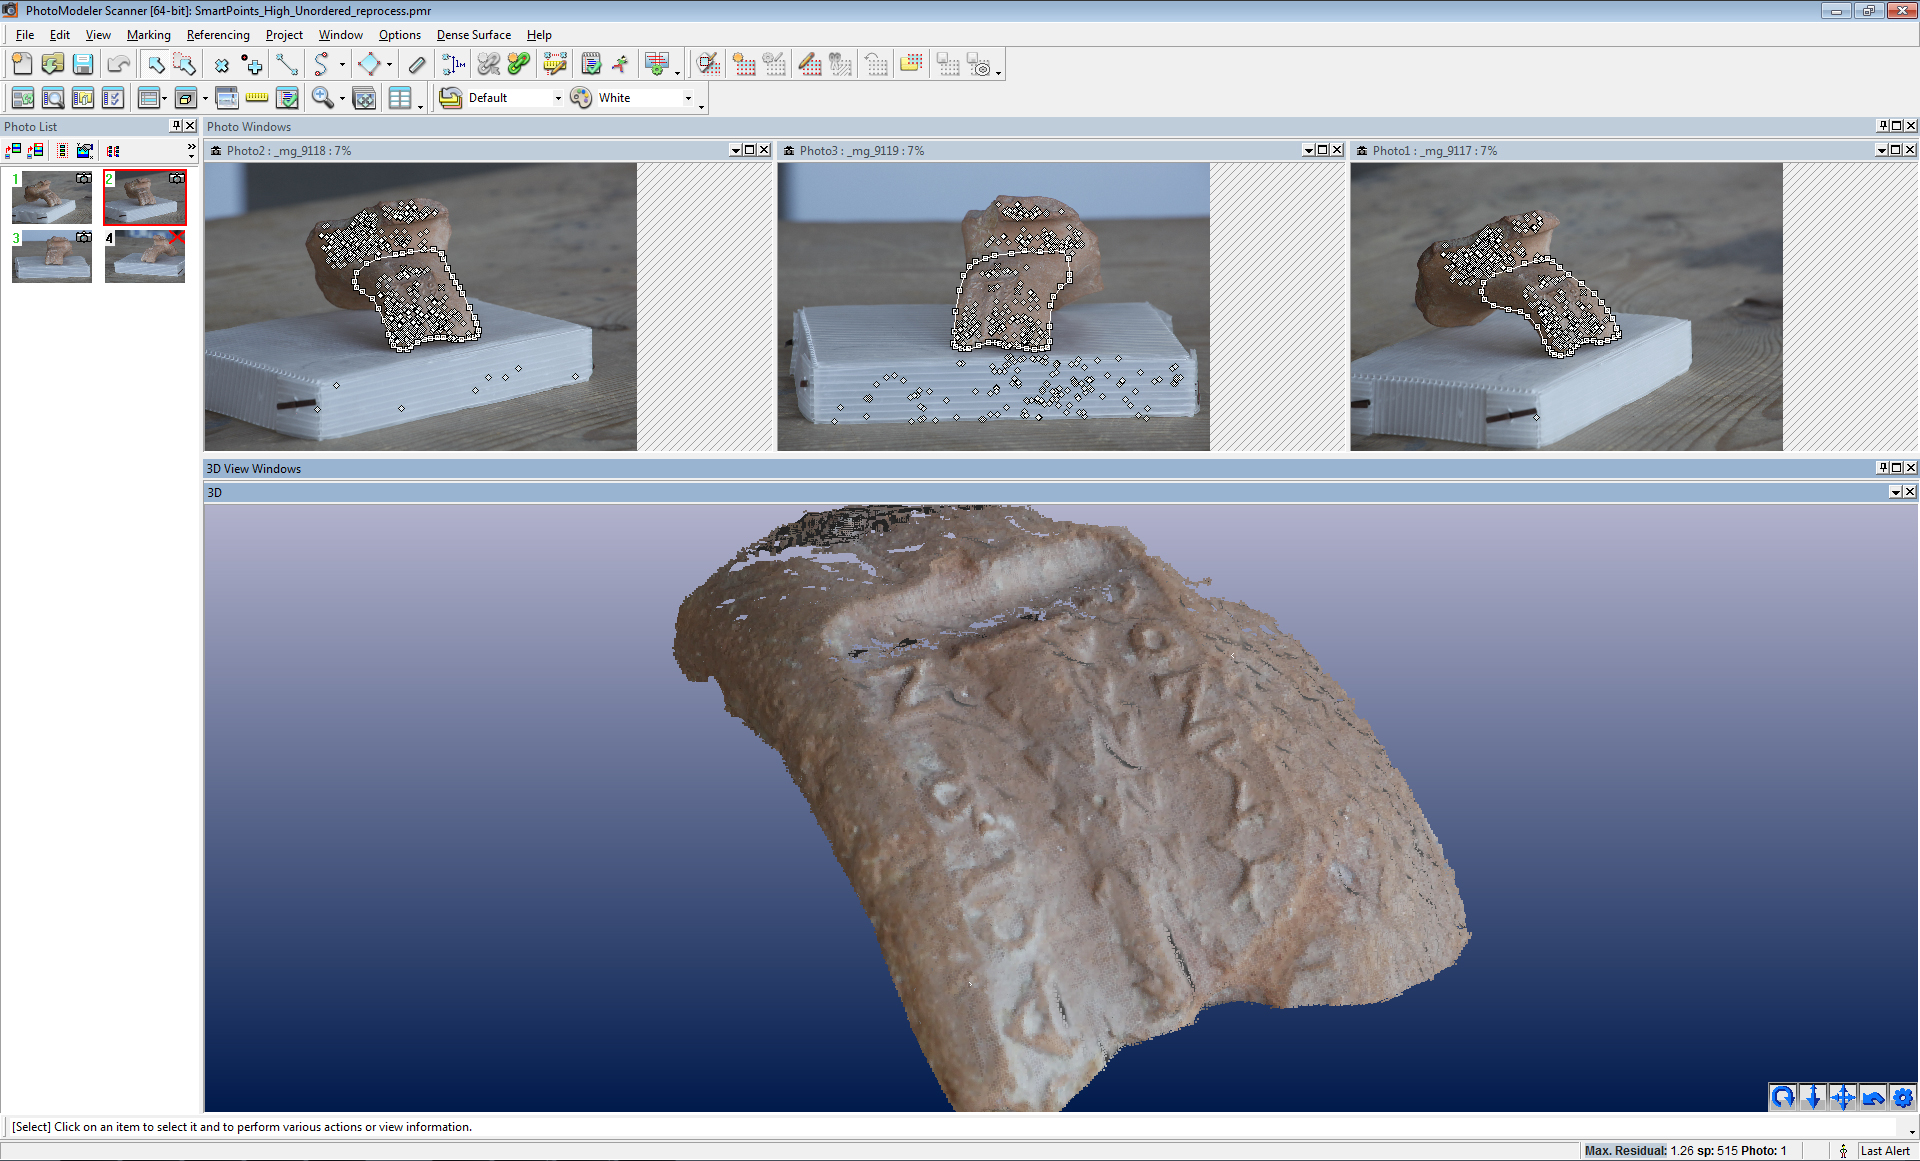 PhotoModeler Scanner [64-bit]: SmartPoints_High_Unordered_reprocess.pmr
File Edit View Marking Referencing Project Window Options Dense Surface Help
Default White
Photo List
Photo Windows
Photo2 : _mg_9118 : 7%
Photo3 : _mg_9119 : 7%
Photo1 : _mg_9117 : 7%
1 2
3 4
3D View Windows
3D
[Select] Click on an item to select it and to perform various actions or view information.
Max. Residual: 1.26 sp: 515 Photo: 1
Last Alert